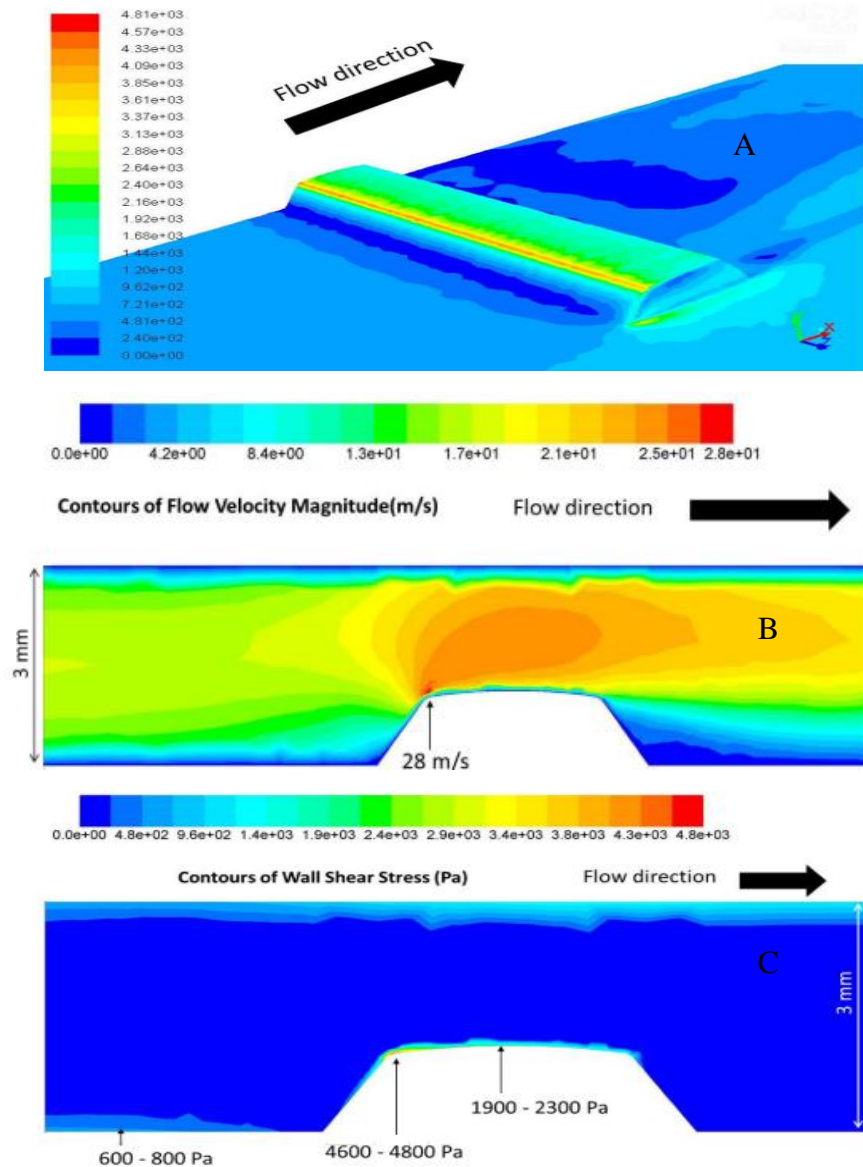 4.81e+03
4.57e+03
4.33e+03
4.09e+03
3.85e+03
3.61e+03
3.37e+03
3.13e+03
2.88e+03
2.64e+03
2.40e+03
2.16e+03
1.92e+03
1.68e+03
1.44e+03
1.20e+03
9.62e+02
7.21e+02
4.81e+02
2.40e+02
0.00e+00
Flow direction
A
0.0e+00 4.2e+00 8.4e+00 1.3e+01 1.7e+01 2.1e+01 2.5e+01 2.8e+01
Contours of Flow Velocity Magnitude(m/s) Flow direction
3 mm
B
28 m/s
0.0e+00 4.8e+02 9.6e+02 1.4e+03 1.9e+03 2.4e+03 2.9e+03 3.4e+03 3.8e+03 4.3e+03 4.8e+03
Contours of Wall Shear Stress (Pa) Flow direction
C
3 mm
1900 - 2300 Pa
600 - 800 Pa
4600 - 4800 Pa